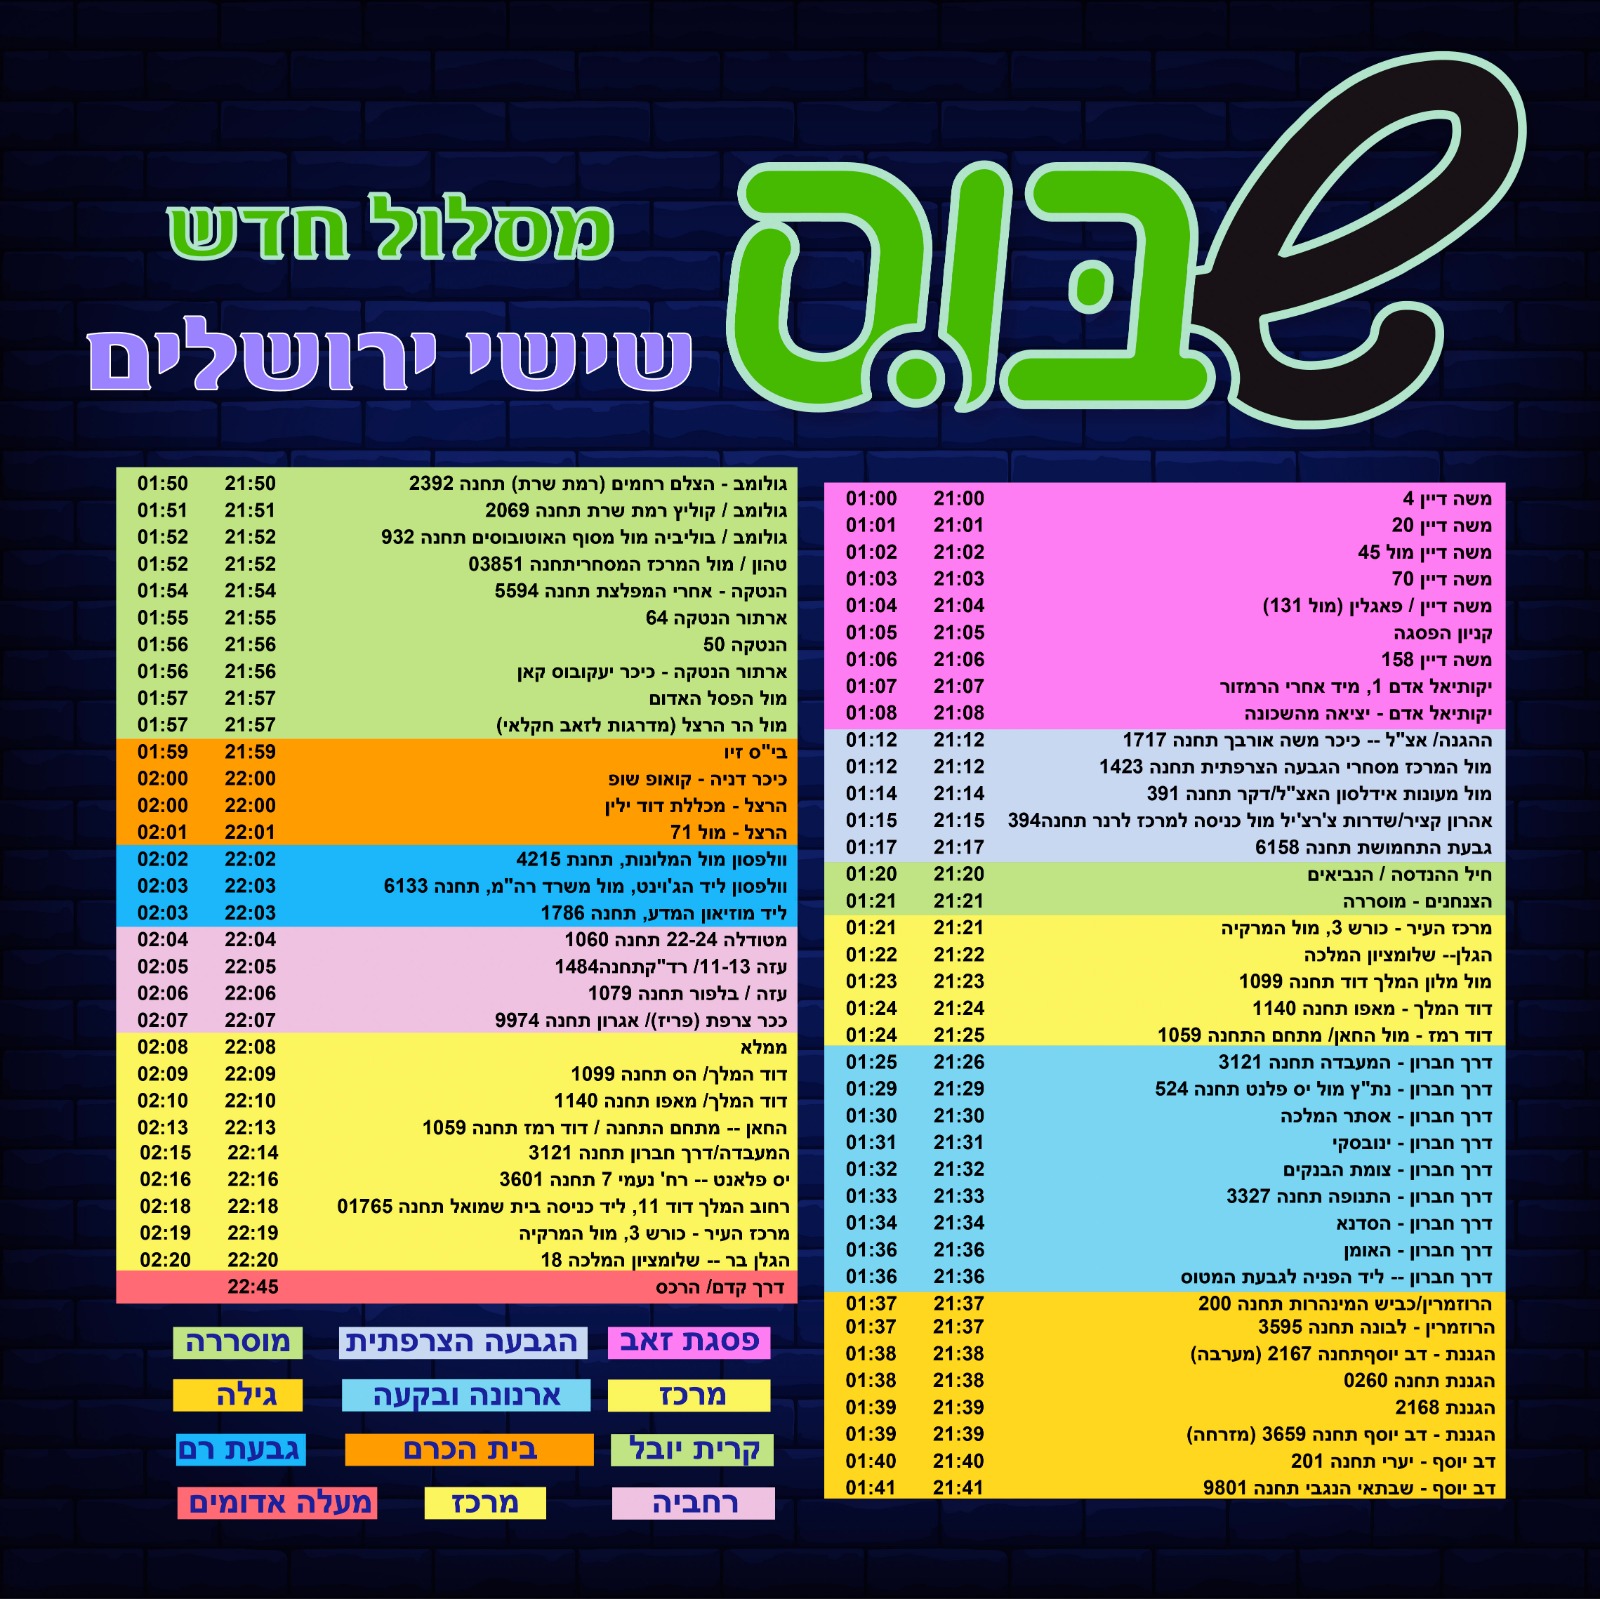 שבוס
מסלול חדש
שישי ירושלים
משה דיין 4 21:00 01:00
משה דיין 20 21:01 01:01
משה דיין מול 45 21:02 01:02
משה דיין 70 21:03 01:03
משה דיין / פאגלין (מול 131) 21:04 01:04
קניון הפסגה 21:05 01:05
משה דיין 158 21:06 01:06
יקותיאל אדם 1, מיד אחרי הרמזור 21:07 01:07
יקותיאל אדם - יציאה מהשכונה 21:08 01:08
ההגנה/ אצ"ל -- כיכר משה אורבך תחנה 1717 21:12 01:12
מול המרכז מסחרי הגבעה הצרפתית תחנה 1423 21:12 01:12
מול מעונות אידלסון האצ"ל/דקר תחנה 391 21:14 01:14
אהרון קציר/שדרות צ'רצ'יל מול כניסה למרכז לרנר תחנה394 21:15 01:15
גבעת התחמושת תחנה 6158 21:17 01:17
חיל ההנדסה / הנביאים 21:20 01:20
הצנחנים - מוסררה 21:21 01:21
מרכז העיר - כורש 3, מול המרקיה 21:21 01:21
הגלן-- שלומציון המלכה 21:22 01:22
מול מלון המלך דוד תחנה 1099 21:23 01:23
דוד המלך - מאפו תחנה 1140 21:24 01:24
דוד רמז - מול החאן/ מתחם התחנה 1059 21:25 01:24
דרך חברון - המעבדה תחנה 3121 21:26 01:25
דרך חברון - נת"ץ מול יס פלנט תחנה 524 21:29 01:29
דרך חברון - אסתר המלכה 21:30 01:30
דרך חברון - ינובסקי 21:31 01:31
דרך חברון - צומת הבנקים 21:32 01:32
דרך חברון - התנופה תחנה 3327 21:33 01:33
דרך חברון - הסדנא 21:34 01:34
דרך חברון - האומן 21:36 01:36
דרך חברון -- ליד הפניה לגבעת המטוס 21:36 01:36
הרוזמרין/כביש המינהרות תחנה 200 21:37 01:37
הרוזמרין - לבונה תחנה 3595 21:37 01:37
הגננת - דב יוסףתחנה 2167 (מערבה) 21:38 01:38
הגננת תחנה 0260 21:38 01:38
הגננת 2168 21:39 01:39
הגננת - דב יוסף תחנה 3659 (מזרחה) 21:39 01:39
דב יוסף - יערי תחנה 201 21:40 01:40
דב יוסף - שבתאי הנגבי תחנה 9801 21:41 01:41
גולומב - הצלם רחמים (רמת שרת) תחנה 2392 21:50 01:50
גולומב / קוליץ רמת שרת תחנה 2069 21:51 01:51
גולומב / בוליביה מול מסוף האוטובוסים תחנה 932 21:52 01:52
טהון / מול המרכז המסחריתחנה 03851 21:52 01:52
הנטקה - אחרי המפלצת תחנה 5594 21:54 01:54
ארתור הנטקה 64 21:55 01:55
הנטקה 50 21:56 01:56
ארתור הנטקה - כיכר יעקובוס קאן 21:56 01:56
מול הפסל האדום 21:57 01:57
מול הר הרצל (מדרגות לזאב חקלאי) 21:57 01:57
בי"ס זיו 21:59 01:59
כיכר דניה - קואופ שופ 22:00 02:00
הרצל - מכללת דוד ילין 22:00 02:00
הרצל - מול 71 22:01 02:01
וולפסון מול המלונות, תחנת 4215 22:02 02:02
וולפסון ליד הג'וינט, מול משרד רה"מ, תחנה 6133 22:03 02:03
ליד מוזיאון המדע, תחנה 1786 22:03 02:03
מטודלה 22-24 תחנה 1060 22:04 02:04
עזה 11-13/ רד"קתחנה1484 22:05 02:05
עזה / בלפור תחנה 1079 22:06 02:06
ככר צרפת (פריז)/ אגרון תחנה 9974 22:07 02:07
ממלא 22:08 02:08
דוד המלך/ הס תחנה 1099 22:09 02:09
דוד המלך/ מאפו תחנה 1140 22:10 02:10
החאן -- מתחם התחנה / דוד רמז תחנה 1059 22:13 02:13
המעבדה/דרך חברון תחנה 3121 22:14 02:15
יס פלאנט -- רח' נעמי 7 תחנה 3601 22:16 02:16
רחוב המלך דוד 11, ליד כניסה בית שמואל תחנה 01765 22:18 02:18
מרכז העיר - כורש 3, מול המרקיה 22:19 02:19
הגלן בר -- שלומציון המלכה 18 22:20 02:20
דרך קדם/ הרכס 22:45
פסגת זאב הגבעה הצרפתית מוסררה
מרכז ארנונה ובקעה גילה
קרית יובל בית הכרם גבעת רם
רחביה מרכז מעלה אדומים